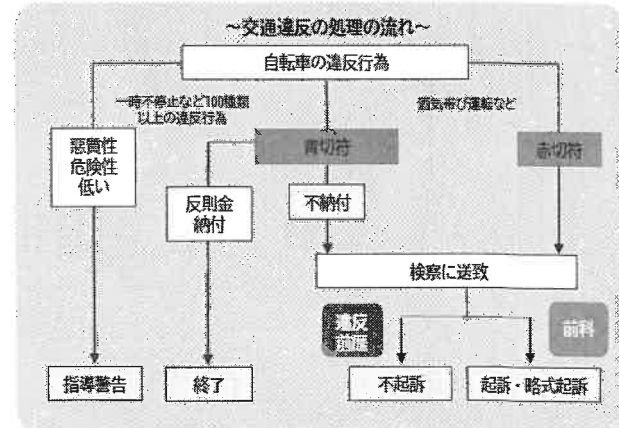 ～交通違反の処理の流れ～
自転車の違反行為
一時不停止など100種類
以上の違反行為
酒気帯び運転など
悪質性
危険性
低い
青切符
赤切符
反則金
納付
不納付
検察に送致
違反
前歴
前科
指導警告
終了
不起訴
起訴・略式起訴